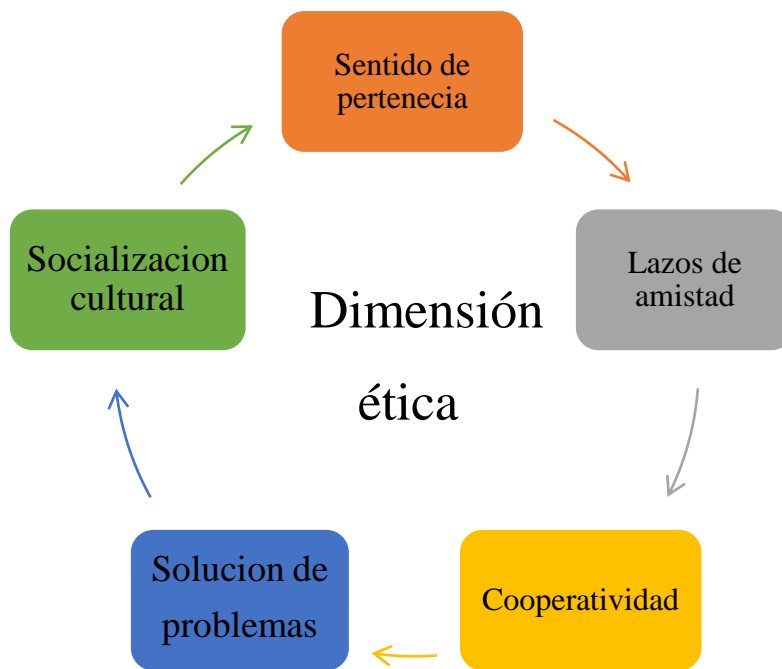 Sentido de
pertenecia
Lazos de
amistad
Cooperatividad
Solucion de
problemas
Socializacion
cultural
Dimensión
ética